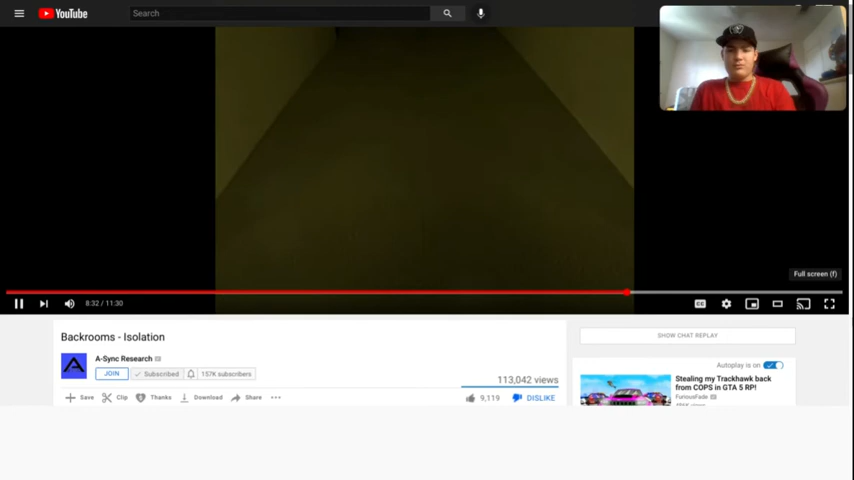 YouTube
Search
Full screen (f)
8:32 / 11:30
CC
Backrooms - Isolation
SHOW CHAT REPLAY
A-Sync Research
JOIN
Subscribed
157K subscribers
113,042 views
Save
Clip
Thanks
Download
Share
9,119
DISLIKE
Autoplay is on
Stealing my Trackhawk back
from COPS in GTA 5 RP!
FuriousFade